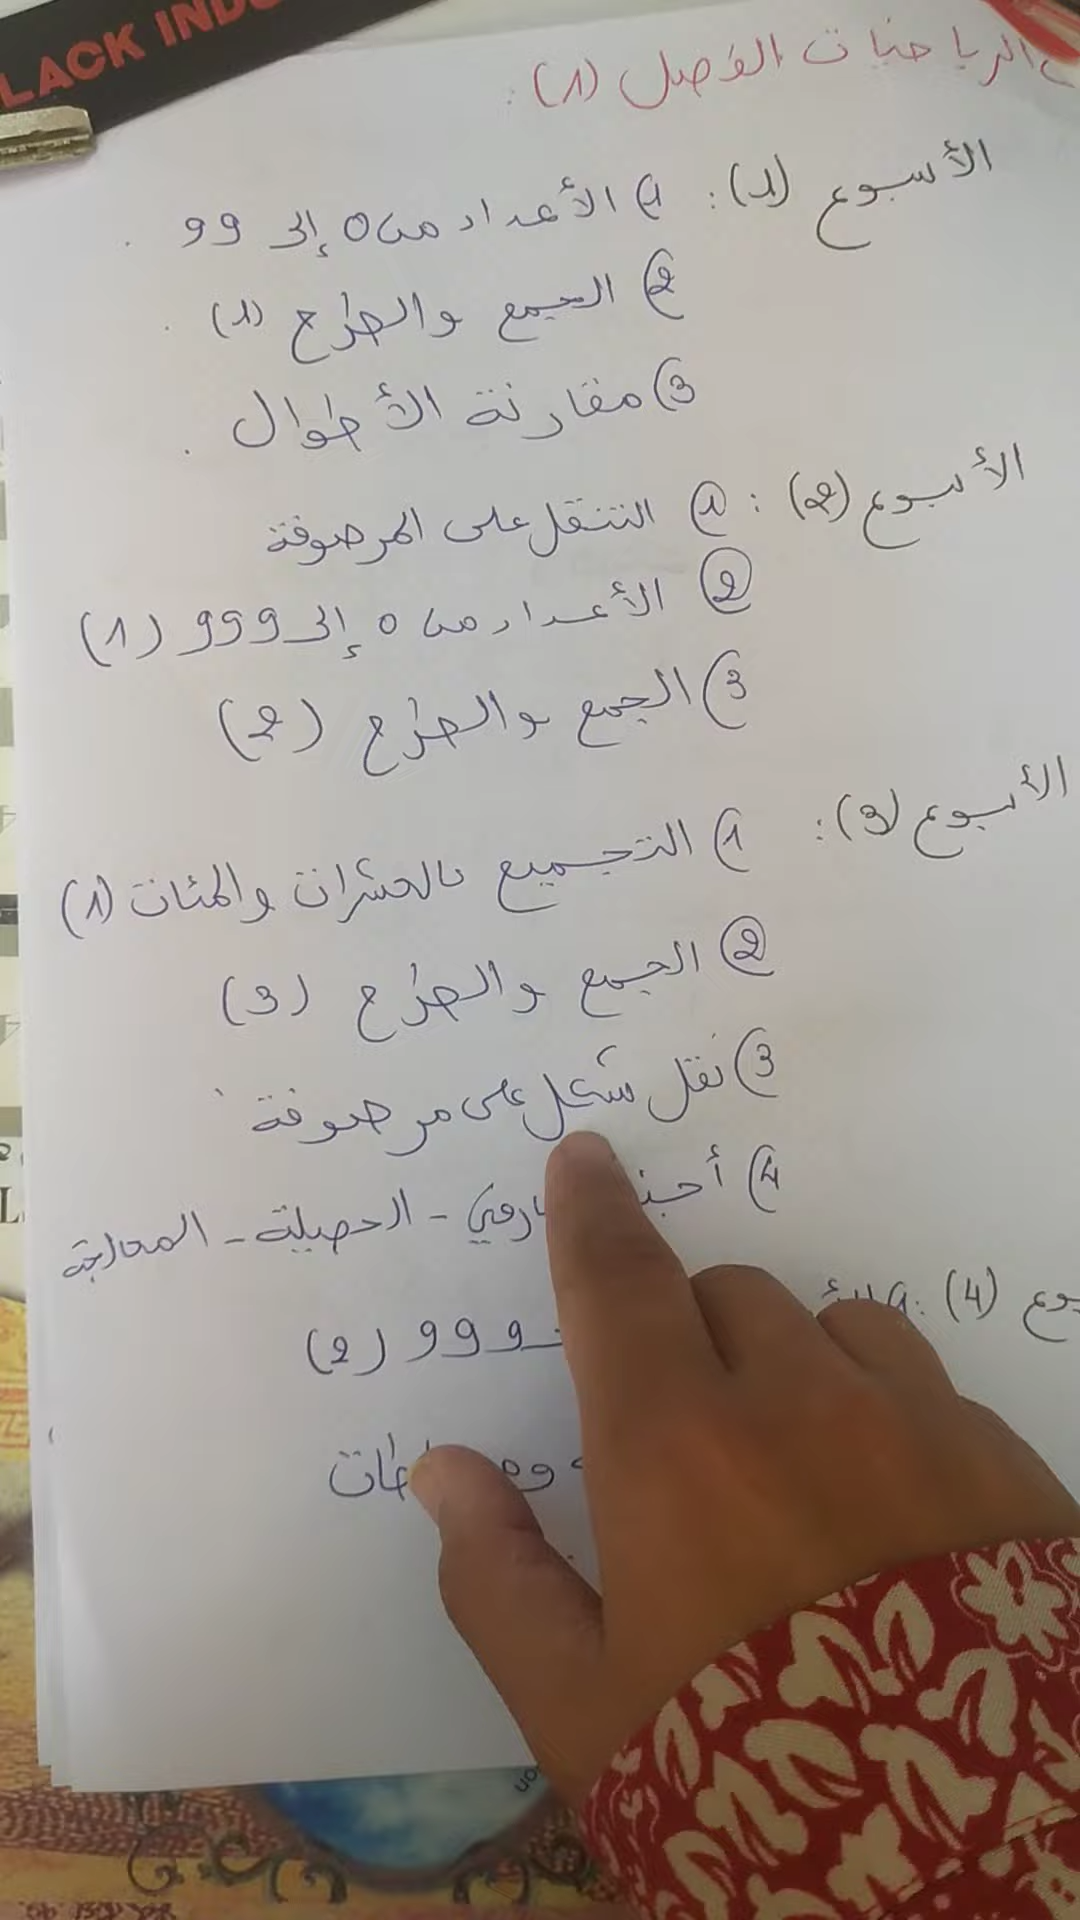 LACK INDU
الرياضيات الفصل (1) :
الأسبوع (1) : 1) الأعداد من 0 إلى 99 .
2) الجمع والطرح (1) .
3) مقارنة الأطوال .
الأسبوع (2) : 1) التنقل على المرصوفة
2) الأعداد من 0 إلى 999 (1)
3) الجمع والطرح (2)
الأسبوع (3) : 1) التجميع بالعشرات والمئات (1)
2) الجمع والطرح (3)
3) نقل شكل على مرصوفة
4) - الحصيلة - المعالجة
(4) :
999 (2)